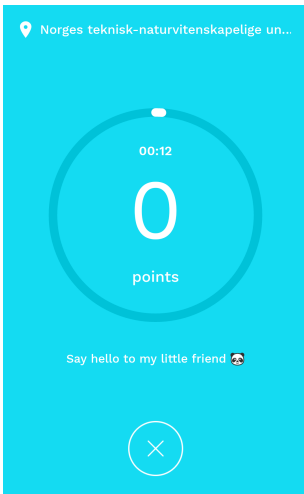 Norges teknisk-naturvitenskapelige un...
00:12
0
points
Say hello to my little friend 🐼